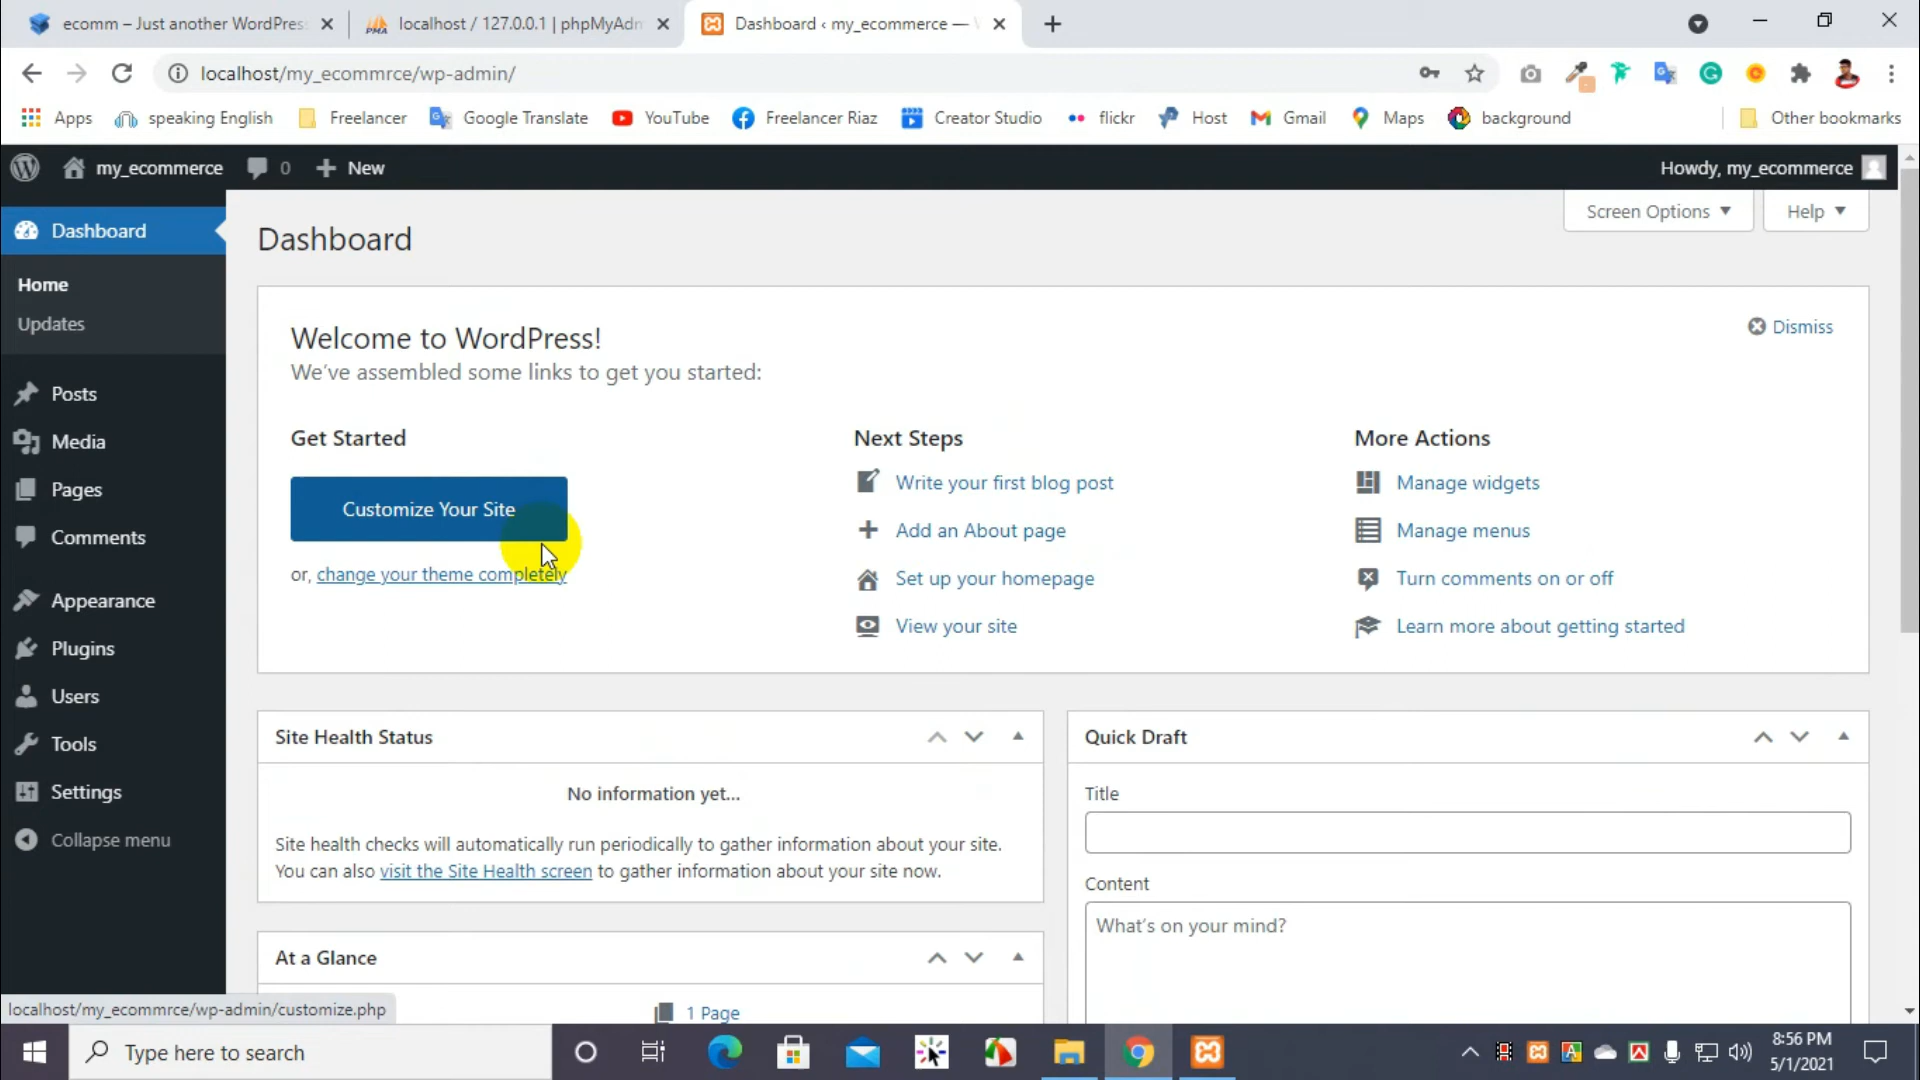 ecomm – Just another WordPress
localhost / 127.0.0.1 | phpMyAdm
Dashboard ‹ my_ecommerce —
localhost/my_ecommrce/wp-admin/
Apps
speaking English
Freelancer
Google Translate
YouTube
Freelancer Riaz
Creator Studio
flickr
Host
Gmail
Maps
background
Other bookmarks
my_ecommerce
0
New
Howdy, my_ecommerce
Screen Options
Help
Dashboard
Home
Updates
Posts
Media
Pages
Comments
Appearance
Plugins
Users
Tools
Settings
Collapse menu
Dashboard
Welcome to WordPress!
We've assembled some links to get you started:
Dismiss
Get Started
Customize Your Site
or, change your theme completely
Next Steps
Write your first blog post
Add an About page
Set up your homepage
View your site
More Actions
Manage widgets
Manage menus
Turn comments on or off
Learn more about getting started
Site Health Status
No information yet...
Site health checks will automatically run periodically to gather information about your site.
You can also visit the Site Health screen to gather information about your site now.
At a Glance
1 Page
Quick Draft
Title
Content
What's on your mind?
localhost/my_ecommrce/wp-admin/customize.php
Type here to search
8:56 PM
5/1/2021